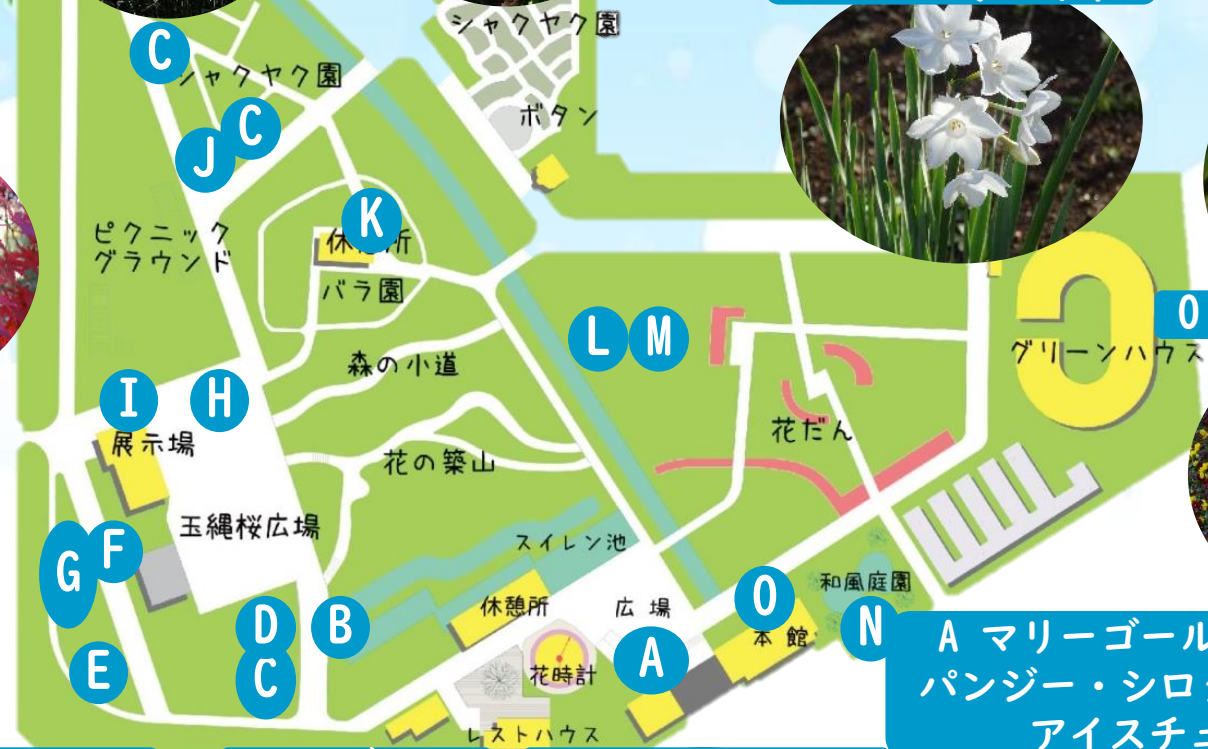 シャクヤク園
C
シャクヤク園
ボタン
C
J
K
ピクニック
グラウンド
休憩所
バラ園
L M
O
グリーンハウス
森の小道
I H
展示場
花だん
花の築山
玉縄桜広場
スイレン池
G F
和風庭園
休憩所
広場
O
本館
N
D B
A
C
花時計
E
レストハウス
A マリーゴール
パンジー・シロ
アイスチュ